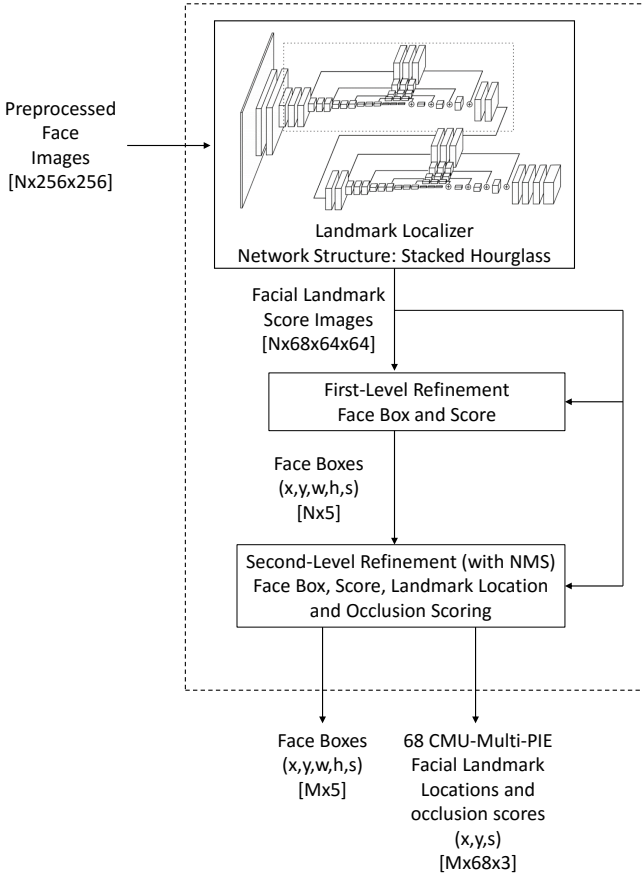 Preprocessed
Face
Images
[Nx256x256]
Landmark Localizer
Network Structure: Stacked Hourglass
Facial Landmark
Score Images
[Nx68x64x64]
First-Level Refinement
Face Box and Score
Face Boxes
(x,y,w,h,s)
[Nx5]
Second-Level Refinement (with NMS)
Face Box, Score, Landmark Location
and Occlusion Scoring
Face Boxes
(x,y,w,h,s)
[Mx5]
68 CMU-Multi-PIE
Facial Landmark
Locations and
occlusion scores
(x,y,s)
[Mx68x3]